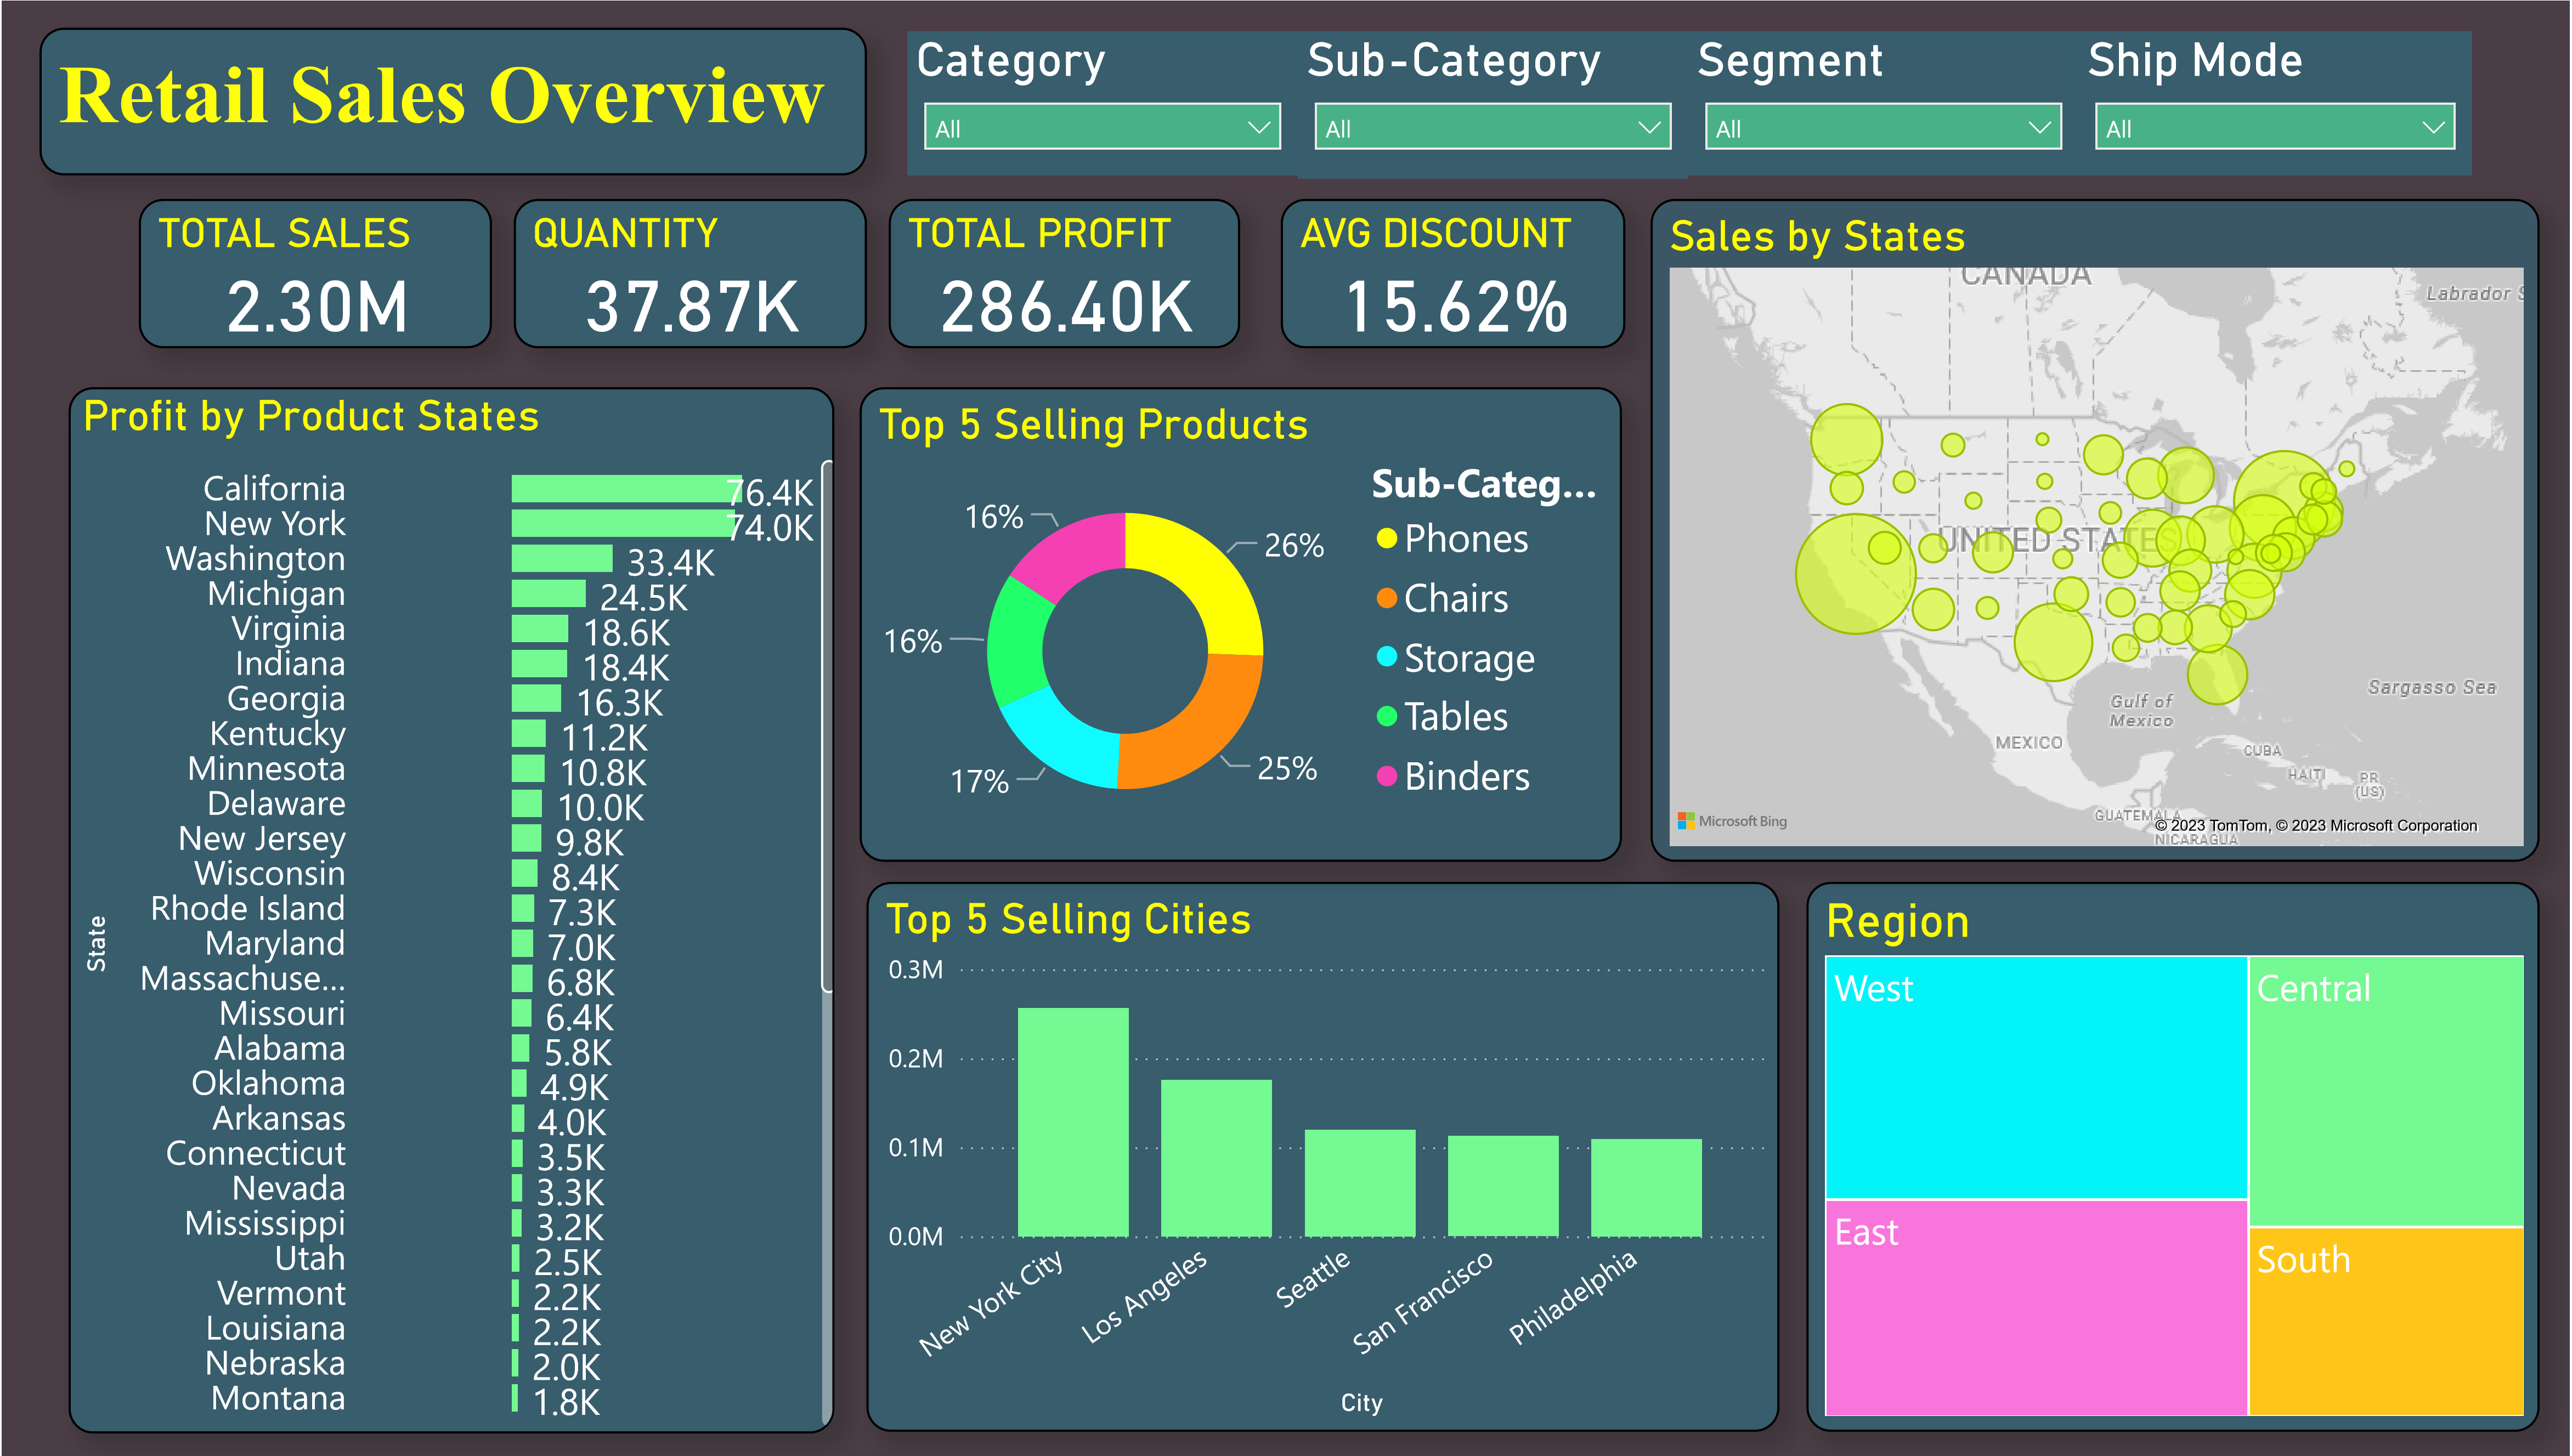 Retail Sales Overview
Category
Sub-Category
Segment
Ship Mode
All
All
All
All
TOTAL SALES
2.30M
QUANTITY
37.87K
TOTAL PROFIT
286.40K
AVG DISCOUNT
15.62%
Profit by Product States
State
California 76.4K
New York 74.0K
Washington 33.4K
Michigan 24.5K
Virginia 18.6K
Indiana 18.4K
Georgia 16.3K
Kentucky 11.2K
Minnesota 10.8K
Delaware 10.0K
New Jersey 9.8K
Wisconsin 8.4K
Rhode Island 7.3K
Maryland 7.0K
Massachuse... 6.8K
Missouri 6.4K
Alabama 5.8K
Oklahoma 4.9K
Arkansas 4.0K
Connecticut 3.5K
Nevada 3.3K
Mississippi 3.2K
Utah 2.5K
Vermont 2.2K
Louisiana 2.2K
Nebraska 2.0K
Montana 1.8K
Top 5 Selling Products
16%
26%
16%
17%
25%
Sub-Categ...
Phones
Chairs
Storage
Tables
Binders
Sales by States
CANADA
Labrador S
UNITED STATES
Sargasso Sea
Gulf of
Mexico
MEXICO
CUBA
HAITI
PR
(US)
GUATEMALA
NICARAGUA
Microsoft Bing
© 2023 TomTom, © 2023 Microsoft Corporation
Top 5 Selling Cities
0.3M
0.2M
0.1M
0.0M
New York City
Los Angeles
Seattle
San Francisco
Philadelphia
City
Region
West
Central
East
South